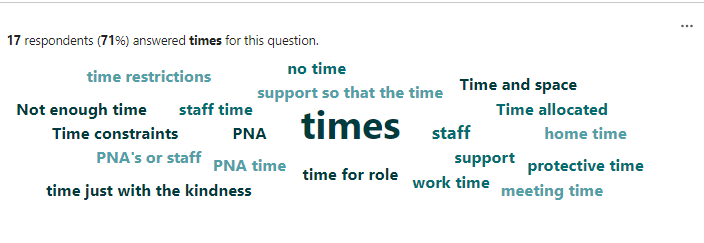 ...
17 respondents (71%) answered times for this question.
no time
time restrictions
Time and space
support so that the time
Not enough time
staff time
Time allocated
times
Time constraints
PNA
staff
home time
PNA's or staff
support
PNA time
protective time
time for role
work time
time just with the kindness
meeting time